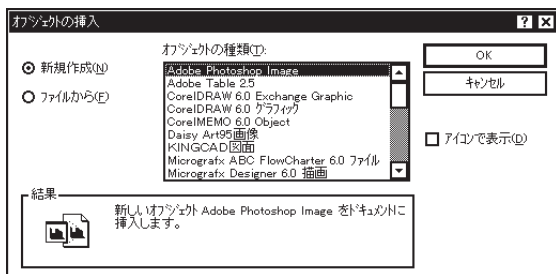 オブジェクトの挿入
新規作成(N)
ファイルから(F)
オブジェクトの種類(T):
Adobe Photoshop Image
Adobe Table 2.5
CorelDRAW 6.0 Exchange Graphic
CorelDRAW 6.0 グラフィック
CorelMEMO 6.0 Object
Daisy Art95画像
KINGCAD図面
Micrografx ABC FlowCharter 6.0 ファイル
Micrografx Designer 6.0 描画
OK
キャンセル
アイコンで表示(D)
結果
新しいオブジェクト Adobe Photoshop Image をドキュメントに
挿入します。